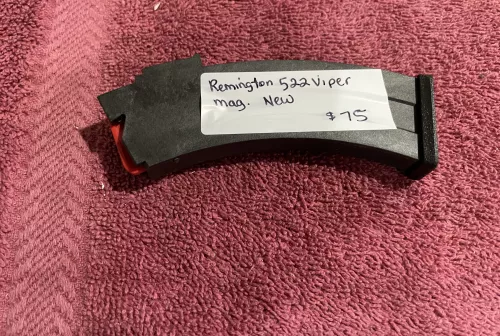 Remington 522 Viper
mag. New
$75